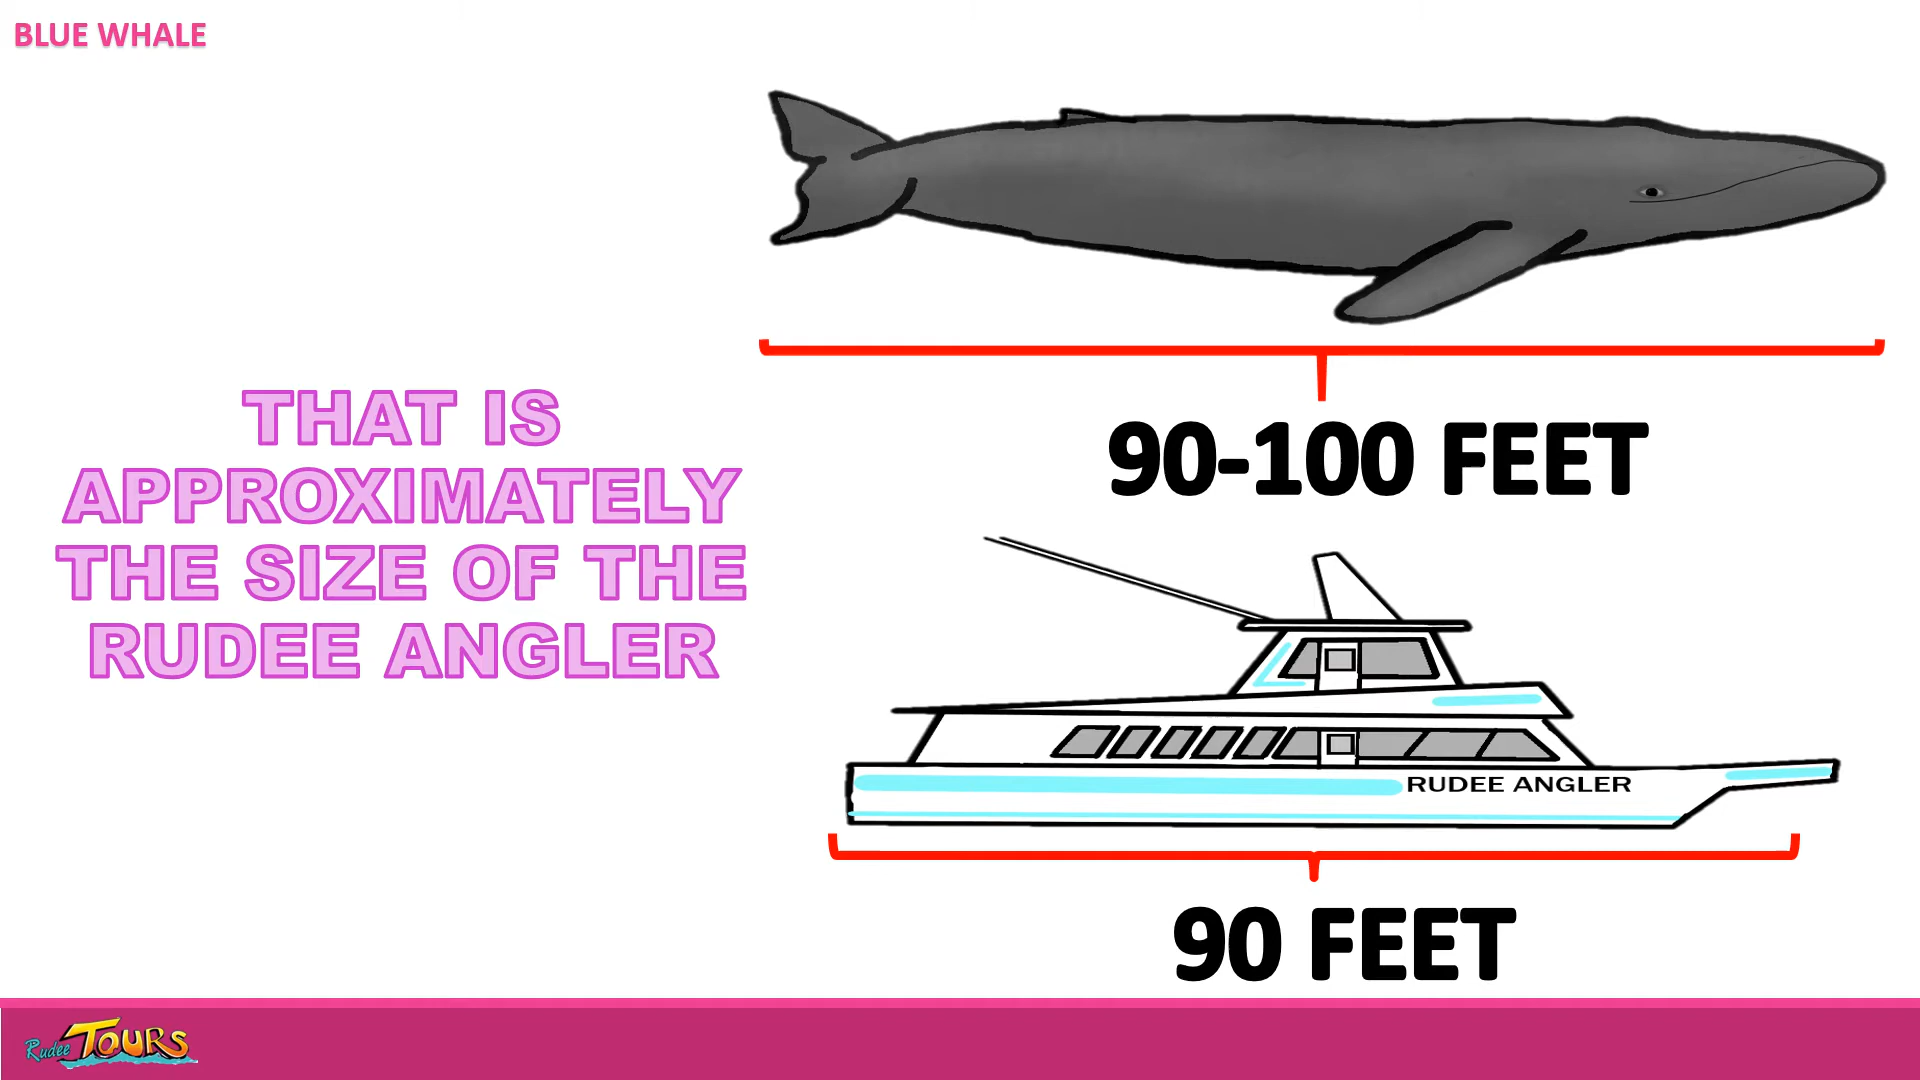 BLUE WHALE
THAT IS
APPROXIMATELY
THE SIZE OF THE
RUDEE ANGLER
90-100 FEET
RUDEE ANGLER
90 FEET
Rudee TOURS